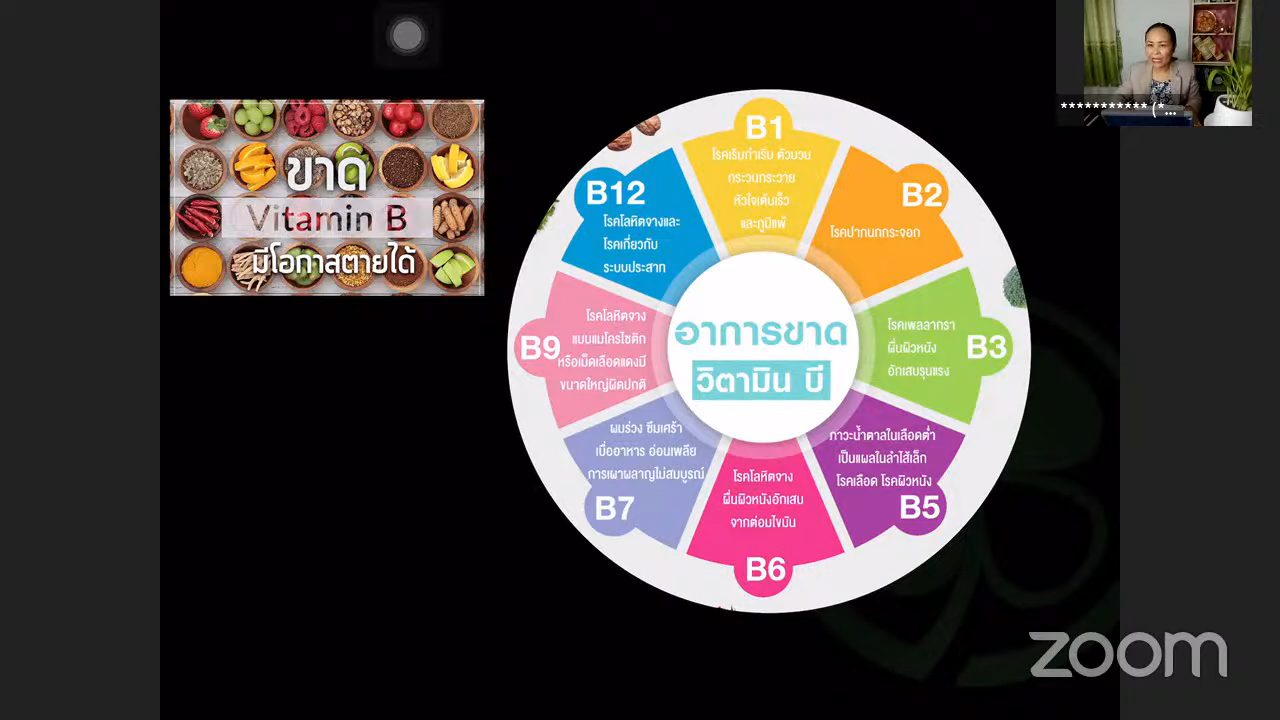 *********** (* ...
ขาด
Vitamin B
มีโอกาสตายได้
อาการขาด
วิตามิน บี
B1
โรคเริมกำเริบ ตัวบวม
กระวนกระวาย
หัวใจเต้นเร็ว
และภูมิแพ้
B2
โรคปากนกกระจอก
B3
โรคเพลลากรา
ผื่นผิวหนัง
อักเสบรุนแรง
ภาวะน้ำตาลในเลือดต่ำ
เป็นแผลในลำไส้เล็ก
โรคเลือด โรคผิวหนัง
B5
โรคโลหิตจาง
ผื่นผิวหนังอักเสบ
จากต่อมไขมัน
B6
ผมร่วง ซึมเศร้า
เบื่ออาหาร อ่อนเพลีย
การเผาผลาญไม่สมบูรณ์
B7
B9
โรคโลหิตจาง
แบบแมโครไซติก
หรือเม็ดเลือดแดงมี
ขนาดใหญ่ผิดปกติ
B12
โรคโลหิตจางและ
โรคเกี่ยวกับ
ระบบประสาท
zoom